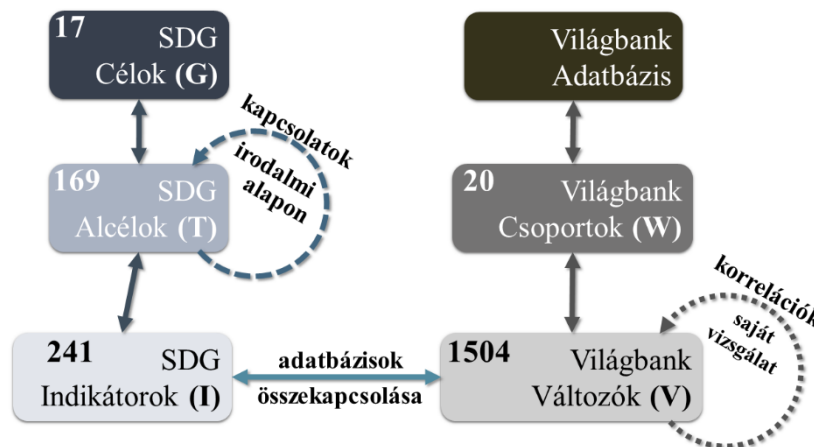 17 SDG
Célok (G)
Világbank
Adatbázis
kapcsolatok
irodalmi
alapon
169 SDG
Alcélok (T)
20 Világbank
Csoportok (W)
korrelációk
saját
vizsgálat
241 SDG
Indikátorok (I)
adatbázisok
összekapcsolása
1504 Világbank
Változók (V)